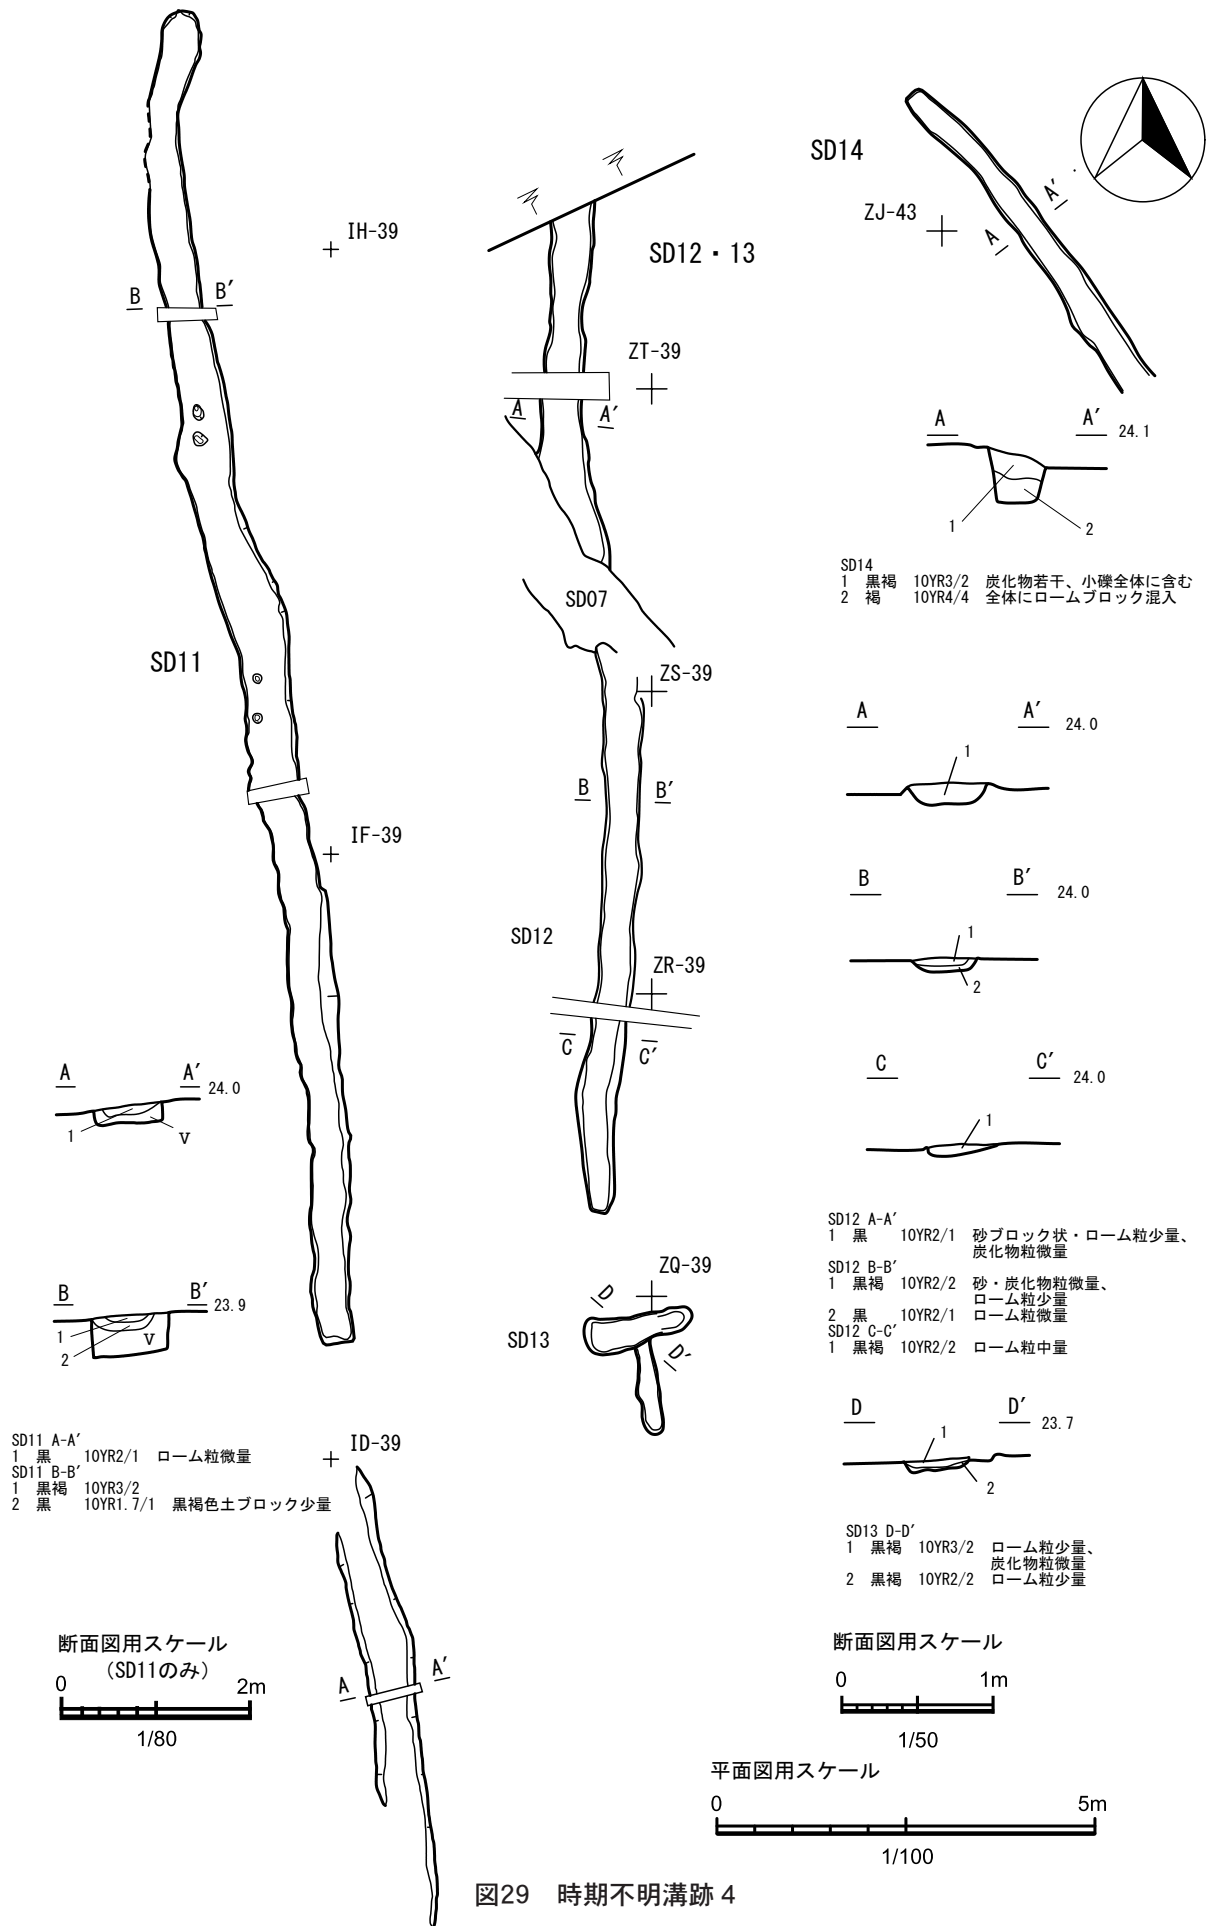 IH-39
B B′
SD11
IF-39
A A′ 24.0
1 V
B B′ 23.9
1 V
2
SD11 A-A′
1 黒 10YR2/1 ローム粒微量
SD11 B-B′
1 黒褐 10YR3/2
2 黒 10YR1.7/1 黒褐色土ブロック少量
ID-39
A A′
断面図用スケール
（SD11のみ）
0 2m
1/80
SD12・13
ZT-39
A A′
SD07
ZS-39
B B′
SD12
ZR-39
C C′
ZQ-39
D
SD13
D′
SD14
ZJ-43
A A′
A A′ 24.1
1 2
SD14
1 黒褐 10YR3/2 炭化物若干、小礫全体に含む
2 褐 10YR4/4 全体にロームブロック混入
A A′ 24.0
1
B B′ 24.0
1
2
C C′ 24.0
1
SD12 A-A′
1 黒 10YR2/1 砂ブロック状・ローム粒少量、
炭化物粒微量
SD12 B-B′
1 黒褐 10YR2/2 砂・炭化物粒微量、
ローム粒少量
2 黒 10YR2/1 ローム粒微量
SD12 C-C′
1 黒褐 10YR2/2 ローム粒中量
D D′ 23.7
1
2
SD13 D-D′
1 黒褐 10YR3/2 ローム粒少量、
炭化物粒微量
2 黒褐 10YR2/2 ローム粒少量
断面図用スケール
0 1m
1/50
平面図用スケール
0 5m
1/100
図29 時期不明溝跡４